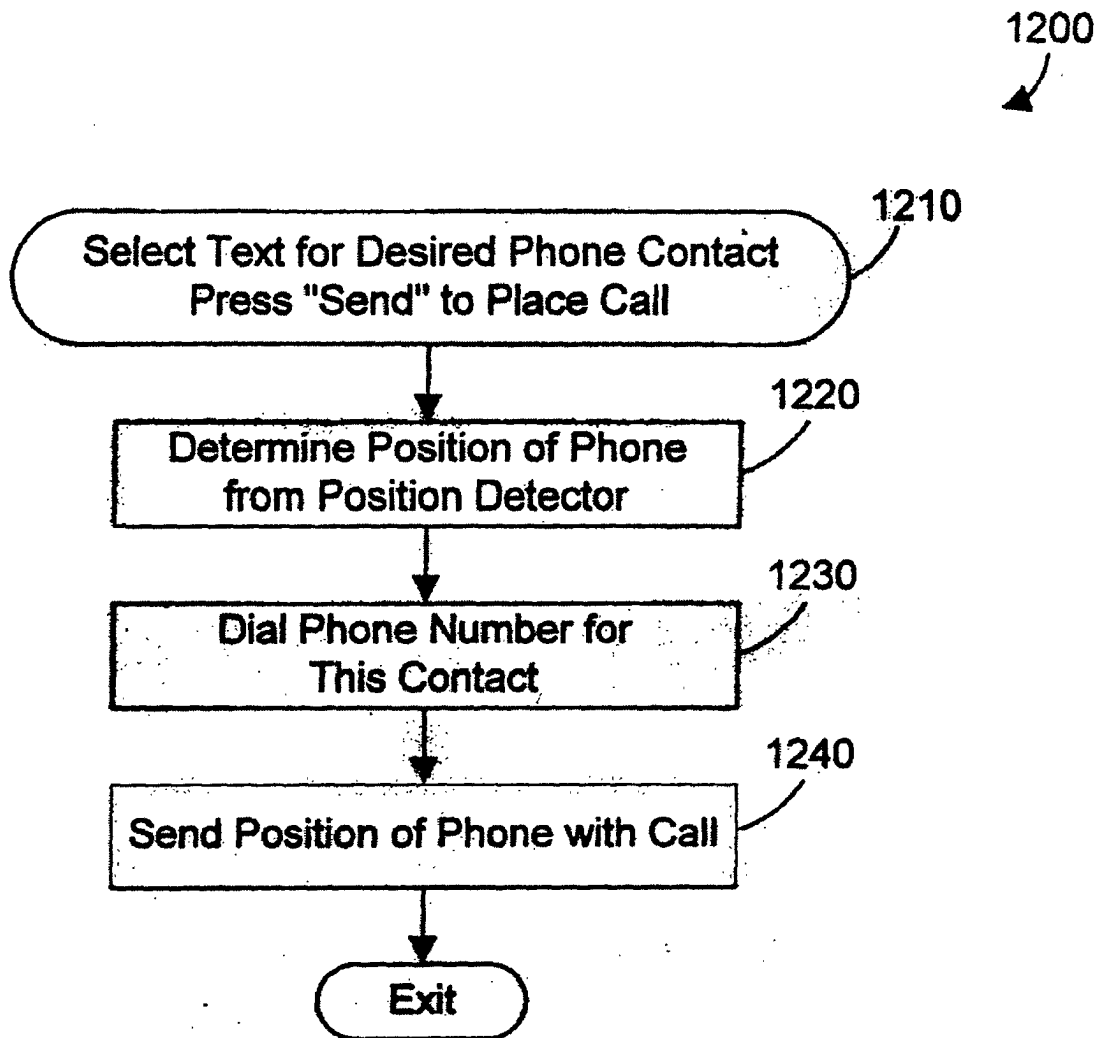 1200
1210
Select Text for Desired Phone Contact
Press "Send" to Place Call
1220
Determine Position of Phone
from Position Detector
1230
Dial Phone Number for
This Contact
1240
Send Position of Phone with Call
Exit